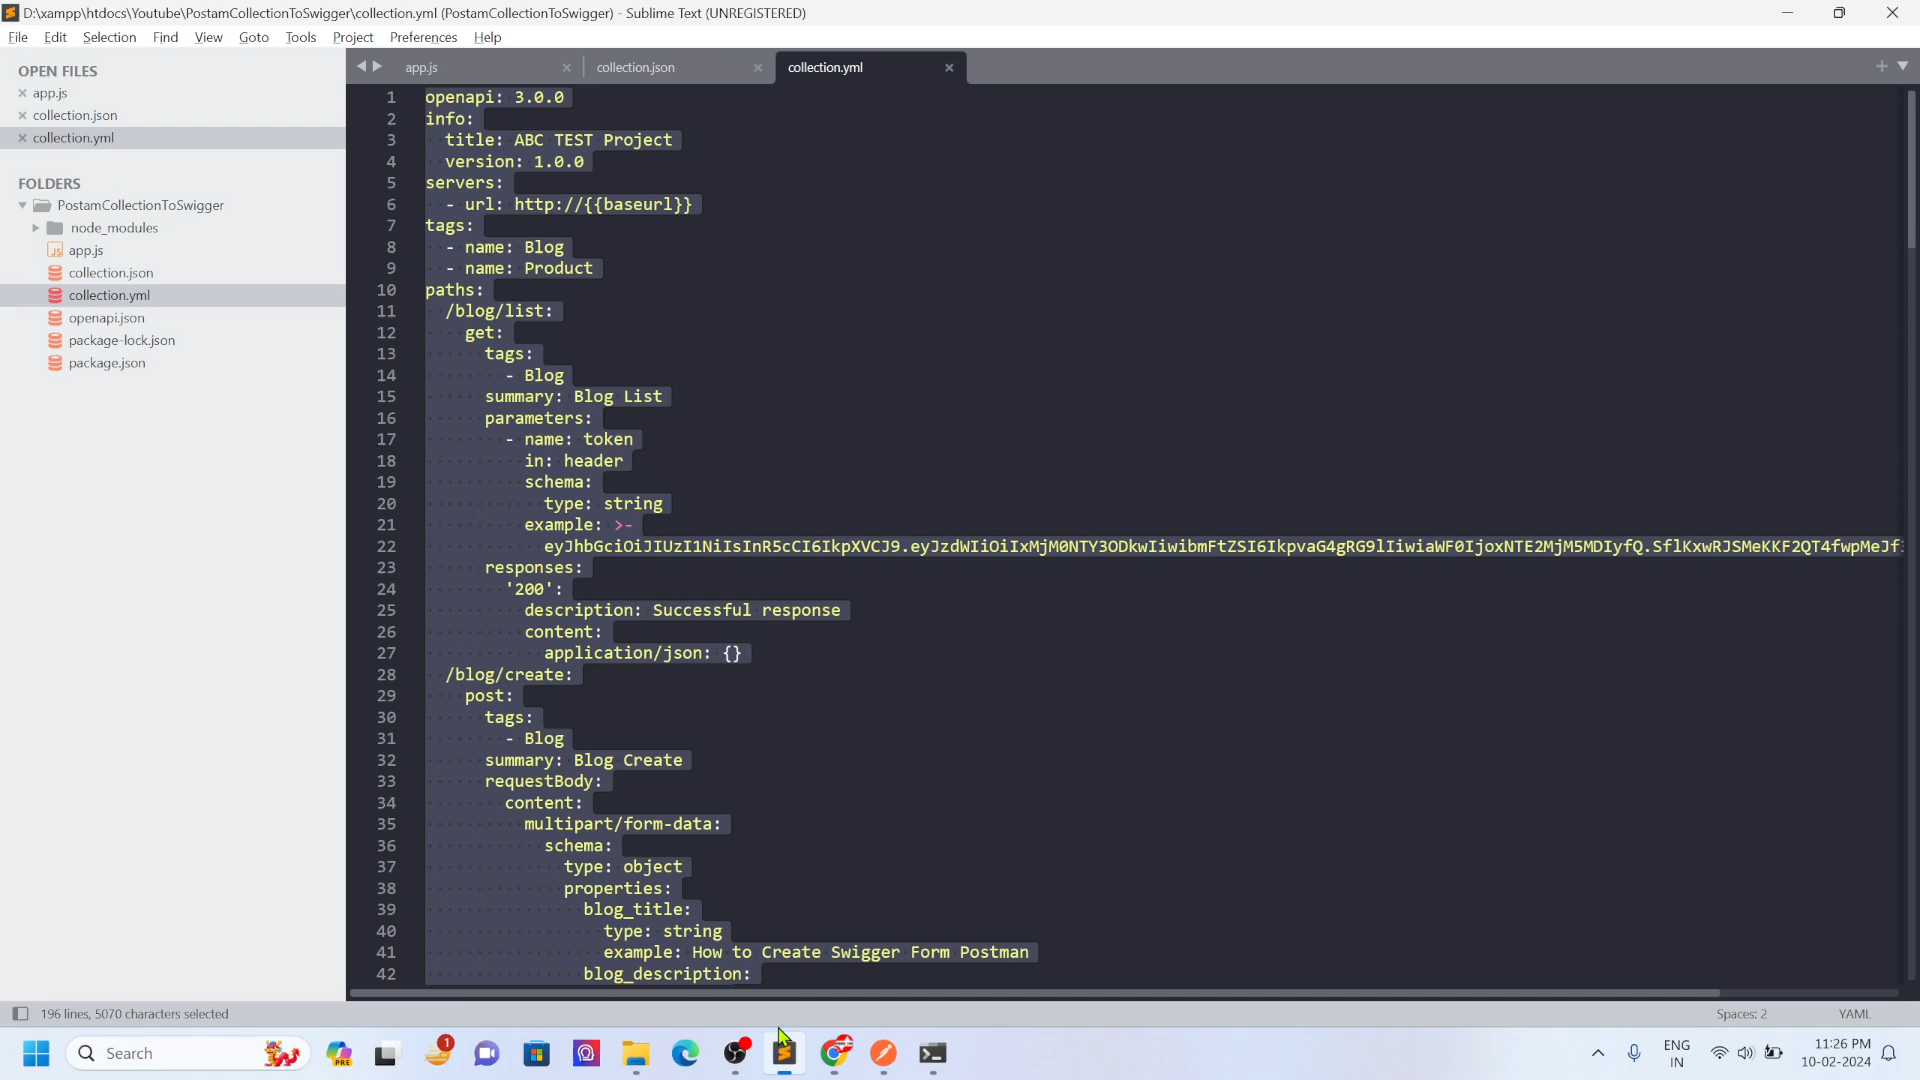 D:\xampp\htdocs\Youtube\PostamCollectionToSwigger\collection.yml (PostamCollectionToSwigger) - Sublime Text (UNREGISTERED)
File Edit Selection Find View Goto Tools Project Preferences Help
OPEN FILES
app.js
collection.json
collection.yml
FOLDERS
PostamCollectionToSwigger
node_modules
app.js
collection.json
collection.yml
openapi.json
package-lock.json
package.json
app.js collection.json collection.yml
1 openapi: 3.0.0
2 info:
3 title: ABC TEST Project
4 version: 1.0.0
5 servers:
6 - url: http://{{baseurl}}
7 tags:
8 - name: Blog
9 - name: Product
10 paths:
11 /blog/list:
12 get:
13 tags:
14 - Blog
15 summary: Blog List
16 parameters:
17 - name: token
18 in: header
19 schema:
20 type: string
21 example: >-
22 eyJhbGciOiJIUzI1NiIsInR5cCI6IkpXVCJ9.eyJzdWIiOiIxMjM0NTY3ODkwIiwibmFtZSI6IkpvaG4gRG9lIiwiaWF0IjoxNTE2MjM5MDIyfQ.SflKxwRJSMeKKF2QT4fwpMeJf
23 responses:
24 '200':
25 description: Successful response
26 content:
27 application/json: {}
28 /blog/create:
29 post:
30 tags:
31 - Blog
32 summary: Blog Create
33 requestBody:
34 content:
35 multipart/form-data:
36 schema:
37 type: object
38 properties:
39 blog_title:
40 type: string
41 example: How to Create Swigger Form Postman
42 blog_description:
196 lines, 5070 characters selected Spaces: 2 YAML
Search PRE 1 ENG IN 11:26 PM 10-02-2024